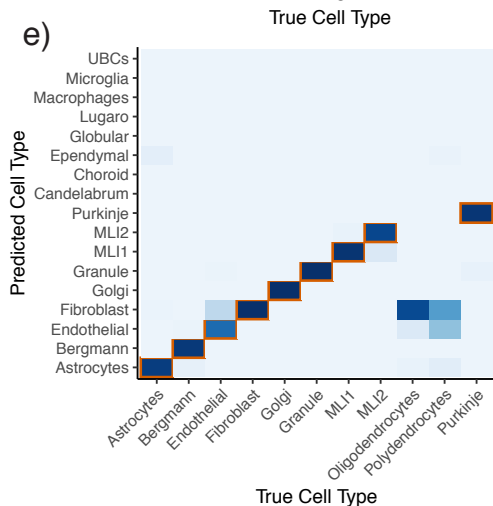 True Cell Type
e)
UBCs
Microglia
Macrophages
Lugaro
Globular
Ependymal
Choroid
Candelabrum
Purkinje
MLI2
MLI1
Granule
Golgi
Fibroblast
Endothelial
Bergmann
Astrocytes
Predicted Cell Type
Astrocytes
Bergmann
Endothelial
Fibroblast
Golgi
Granule
MLI1
MLI2
Oligodendrocytes
Polydendrocytes
Purkinje
True Cell Type